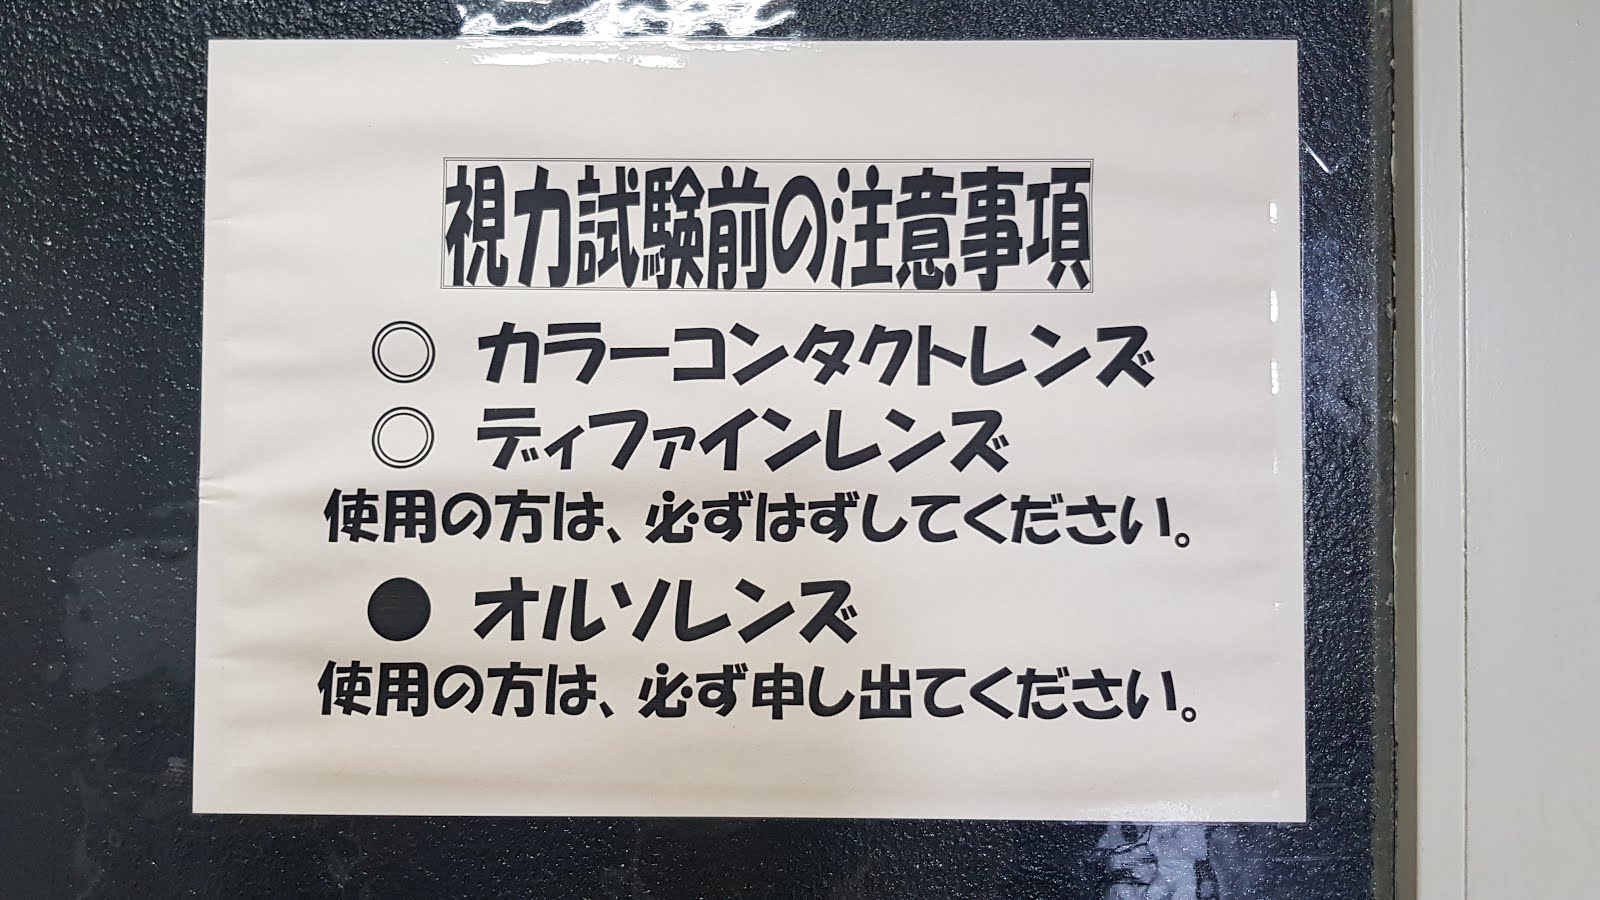 視力試験前の注意事項
◎ カラーコンタクトレンズ
◎ ディファインレンズ
使用の方は、必ずはずしてください。
● オルソレンズ
使用の方は、必ず申し出てください。